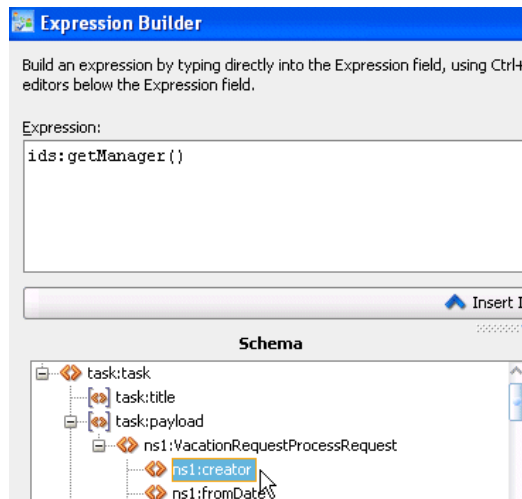 Expression Builder
Build an expression by typing directly into the Expression field, using Ctrl+
editors below the Expression field.
Expression:
ids:getManager()
Insert I
Schema
task:task
task:title
task:payload
ns1:VacationRequestProcessRequest
ns1:creator
ns1:fromDate